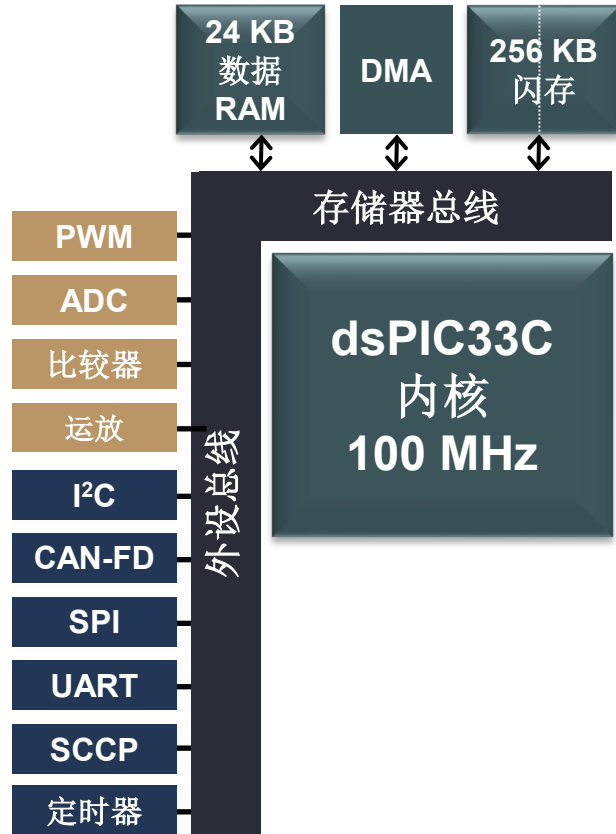 24 KB
数据
RAM
DMA
256 KB
闪存
存储器总线
PWM
ADC
比较器
运放
I²C
CAN-FD
SPI
UART
SCCP
定时器
外设总线
dsPIC33C
内核
100 MHz